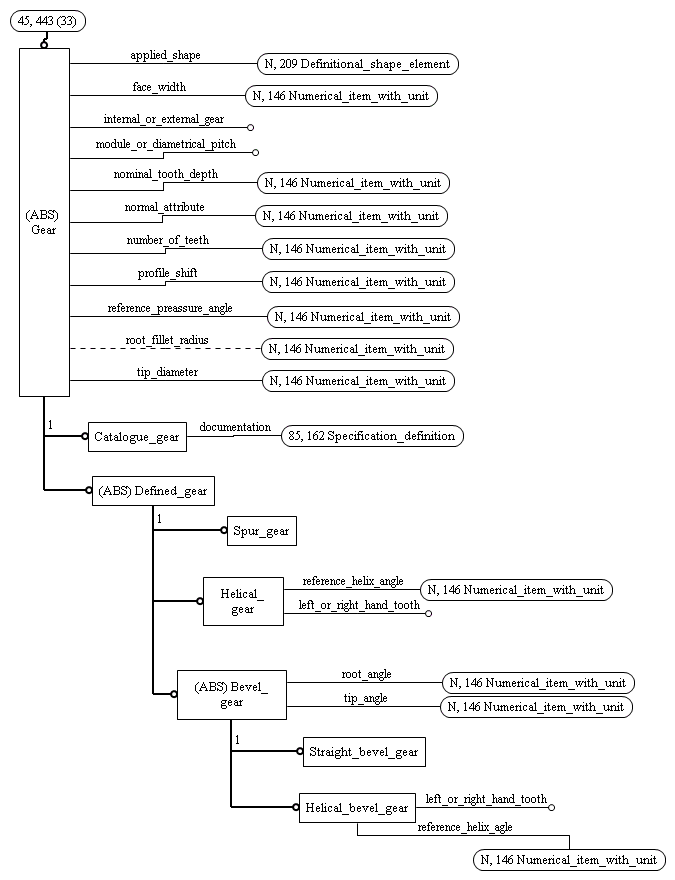 45, 443 (33)
applied_shape
N, 209 Definitional_shape_element
face_width
N, 146 Numerical_item_with_unit
internal_or_external_gear
module_or_diametrical_pitch
nominal_tooth_depth
N, 146 Numerical_item_with_unit
(ABS)
Gear
normal_attribute
N, 146 Numerical_item_with_unit
number_of_teeth
N, 146 Numerical_item_with_unit
profile_shift
N, 146 Numerical_item_with_unit
reference_preassure_angle
N, 146 Numerical_item_with_unit
root_fillet_radius
N, 146 Numerical_item_with_unit
tip_diameter
N, 146 Numerical_item_with_unit
1
Catalogue_gear
documentation
85, 162 Specification_definition
(ABS) Defined_gear
1
Spur_gear
Helical_
gear
reference_helix_angle
N, 146 Numerical_item_with_unit
left_or_right_hand_tooth
(ABS) Bevel_
gear
root_angle
N, 146 Numerical_item_with_unit
tip_angle
N, 146 Numerical_item_with_unit
1
Straight_bevel_gear
Helical_bevel_gear
left_or_right_hand_tooth
reference_helix_agle
N, 146 Numerical_item_with_unit